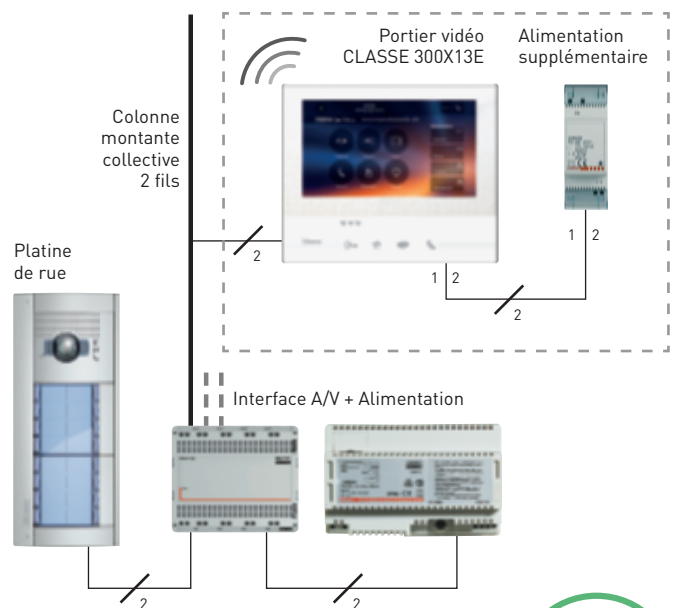 Portier vidéo
CLASSE 300X13E
Alimentation
supplémentaire
Colonne
montante
collective
2 fils
2
1 2
1 2
2
Platine
de rue
Interface A/V + Alimentation
2
2